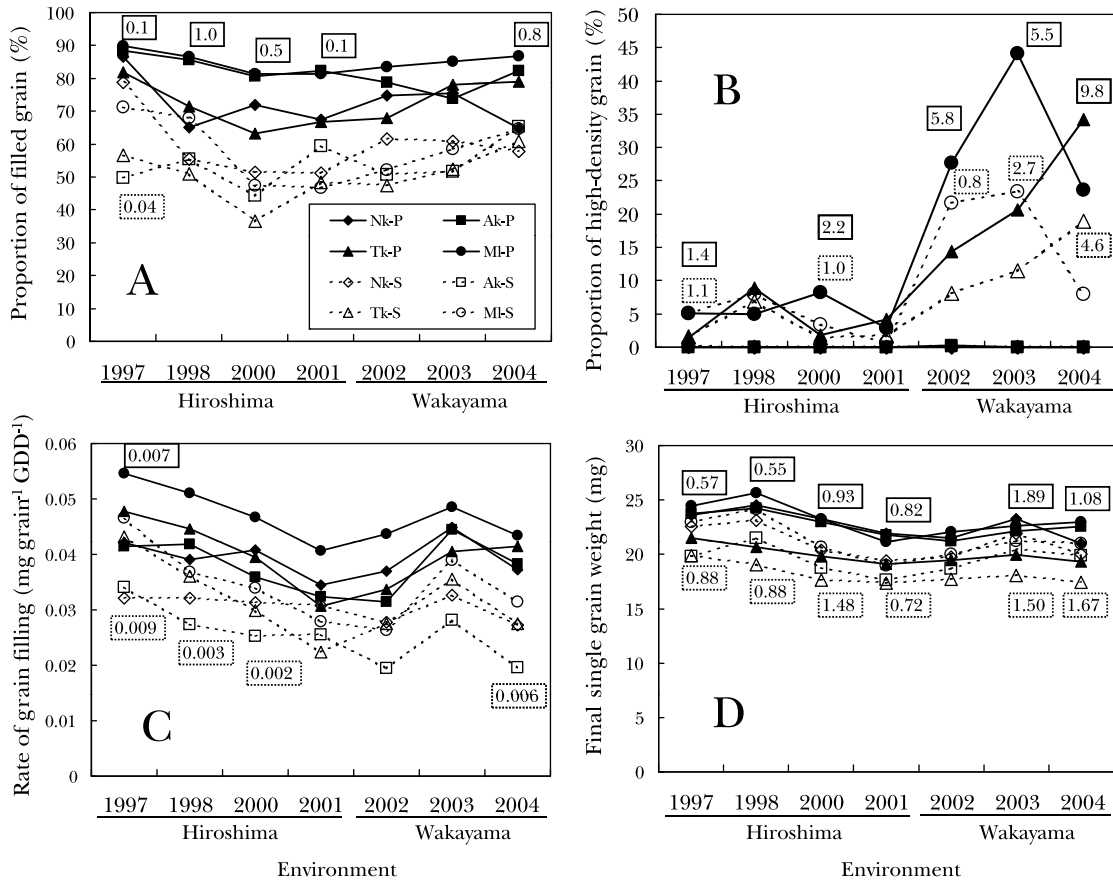 A
Proportion of filled grain (%)
100
90
80
70
60
50
40
30
20
10
0
0.1
1.0
0.5
0.1
0.8
0.04
Nk-P
Ak-P
Tk-P
Ml-P
Nk-S
Ak-S
Tk-S
Ml-S
1997 1998 2000 2001 2002 2003 2004
Hiroshima Wakayama
B
Proportion of high-density grain (%)
50
45
40
35
30
25
20
15
10
5
0
5.5
9.8
5.8
0.8
2.7
2.2
4.6
1.4
1.0
1.1
1997 1998 2000 2001 2002 2003 2004
Hiroshima Wakayama
C
Rate of grain filling (mg grain⁻¹ GDD⁻¹)
0.06
0.05
0.04
0.03
0.02
0.01
0
0.007
0.009
0.003
0.002
0.006
1997 1998 2000 2001 2002 2003 2004
Hiroshima Wakayama
Environment
D
Final single grain weight (mg)
30
25
20
15
10
5
0
0.57
0.55
0.93
0.82
1.89
1.08
0.88
0.88
1.48
0.72
1.50
1.67
1997 1998 2000 2001 2002 2003 2004
Hiroshima Wakayama
Environment